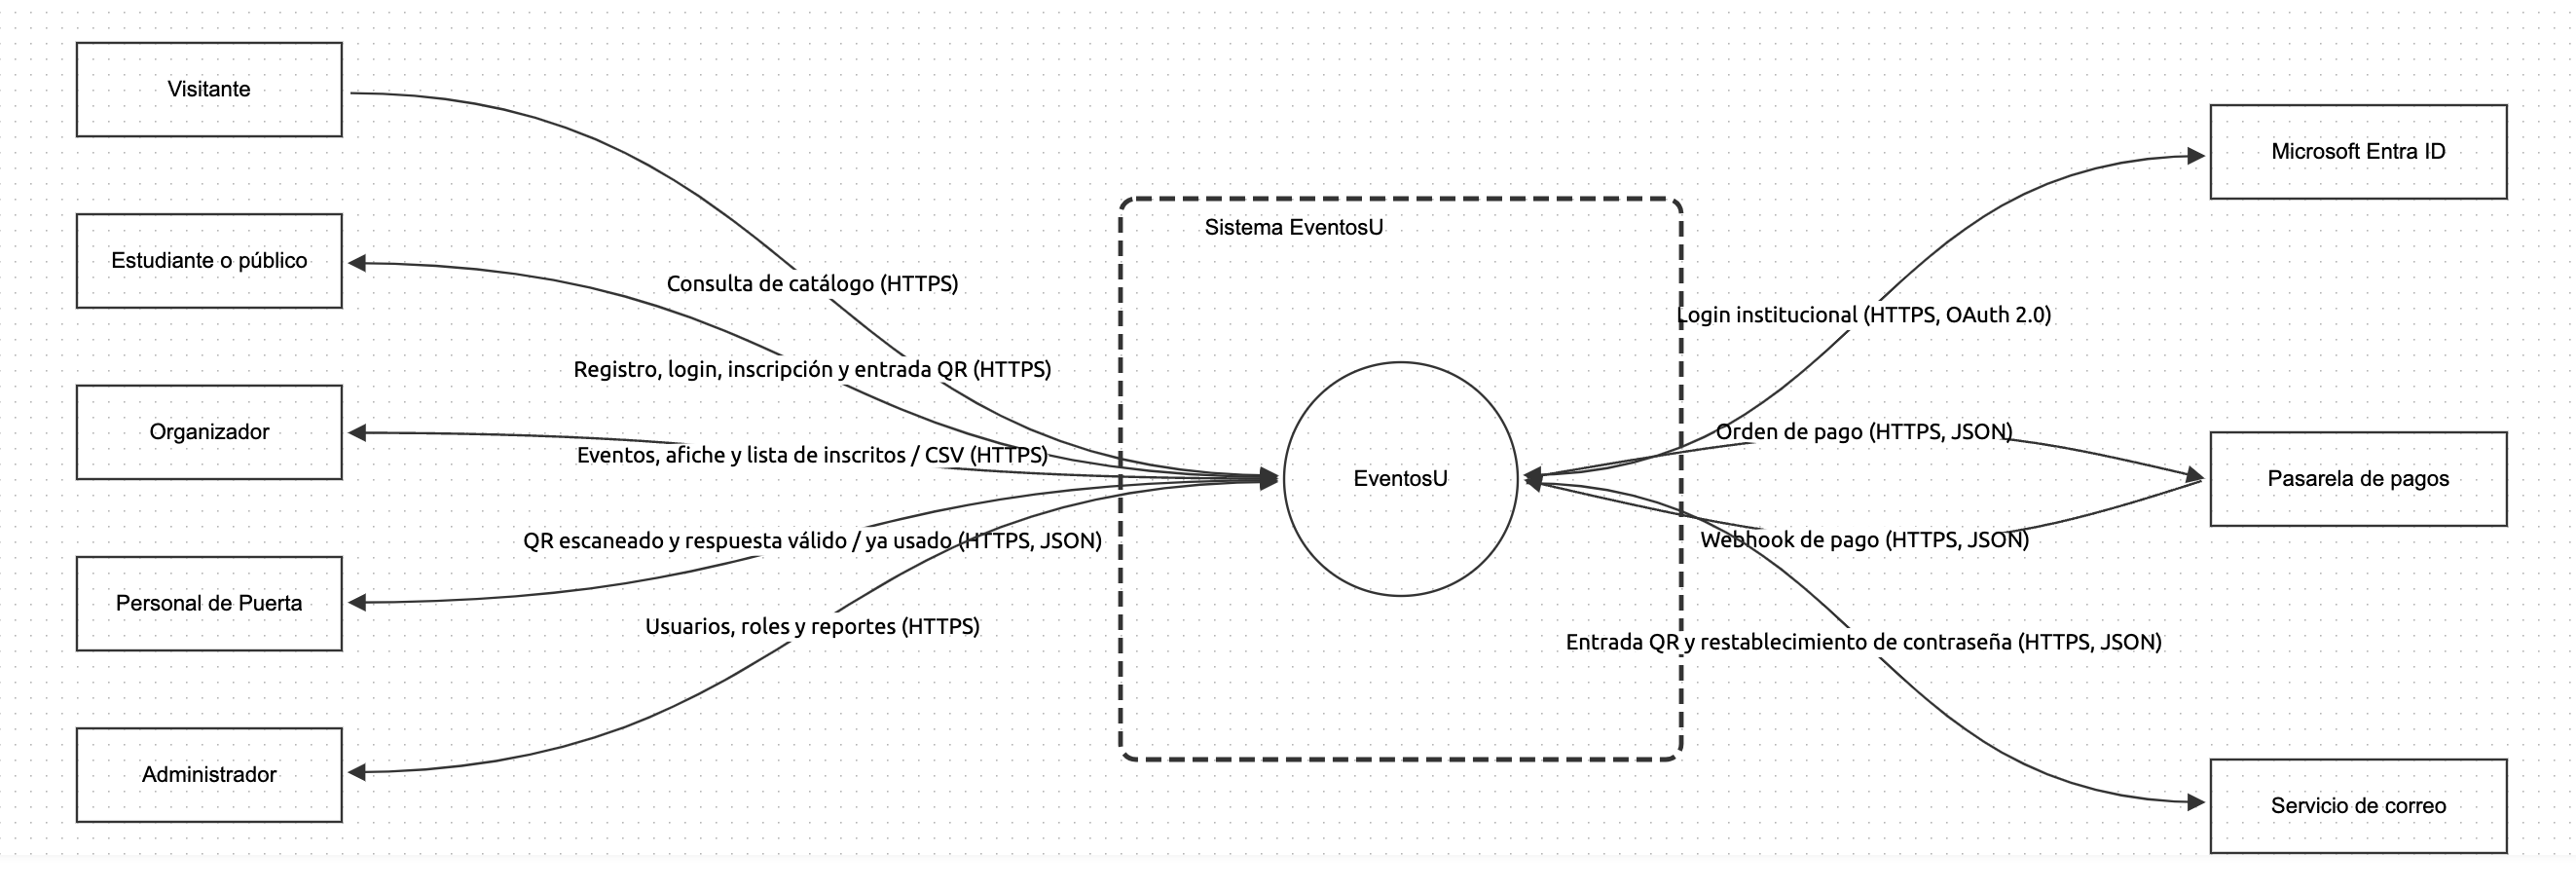 Visitante
Microsoft Entra ID
Sistema EventosU
Estudiante o público
Consulta de catálogo (HTTPS)
Login institucional (HTTPS, OAuth 2.0)
Registro, login, inscripción y entrada QR (HTTPS)
Organizador
Orden de pago (HTTPS, JSON)
Eventos, afiche y lista de inscritos / CSV (HTTPS)
EventosU
Pasarela de pagos
QR escaneado y respuesta válido / ya usado (HTTPS, JSON)
Webhook de pago (HTTPS, JSON)
Personal de Puerta
Usuarios, roles y reportes (HTTPS)
Entrada QR y restablecimiento de contraseña (HTTPS, JSON)
Administrador
Servicio de correo